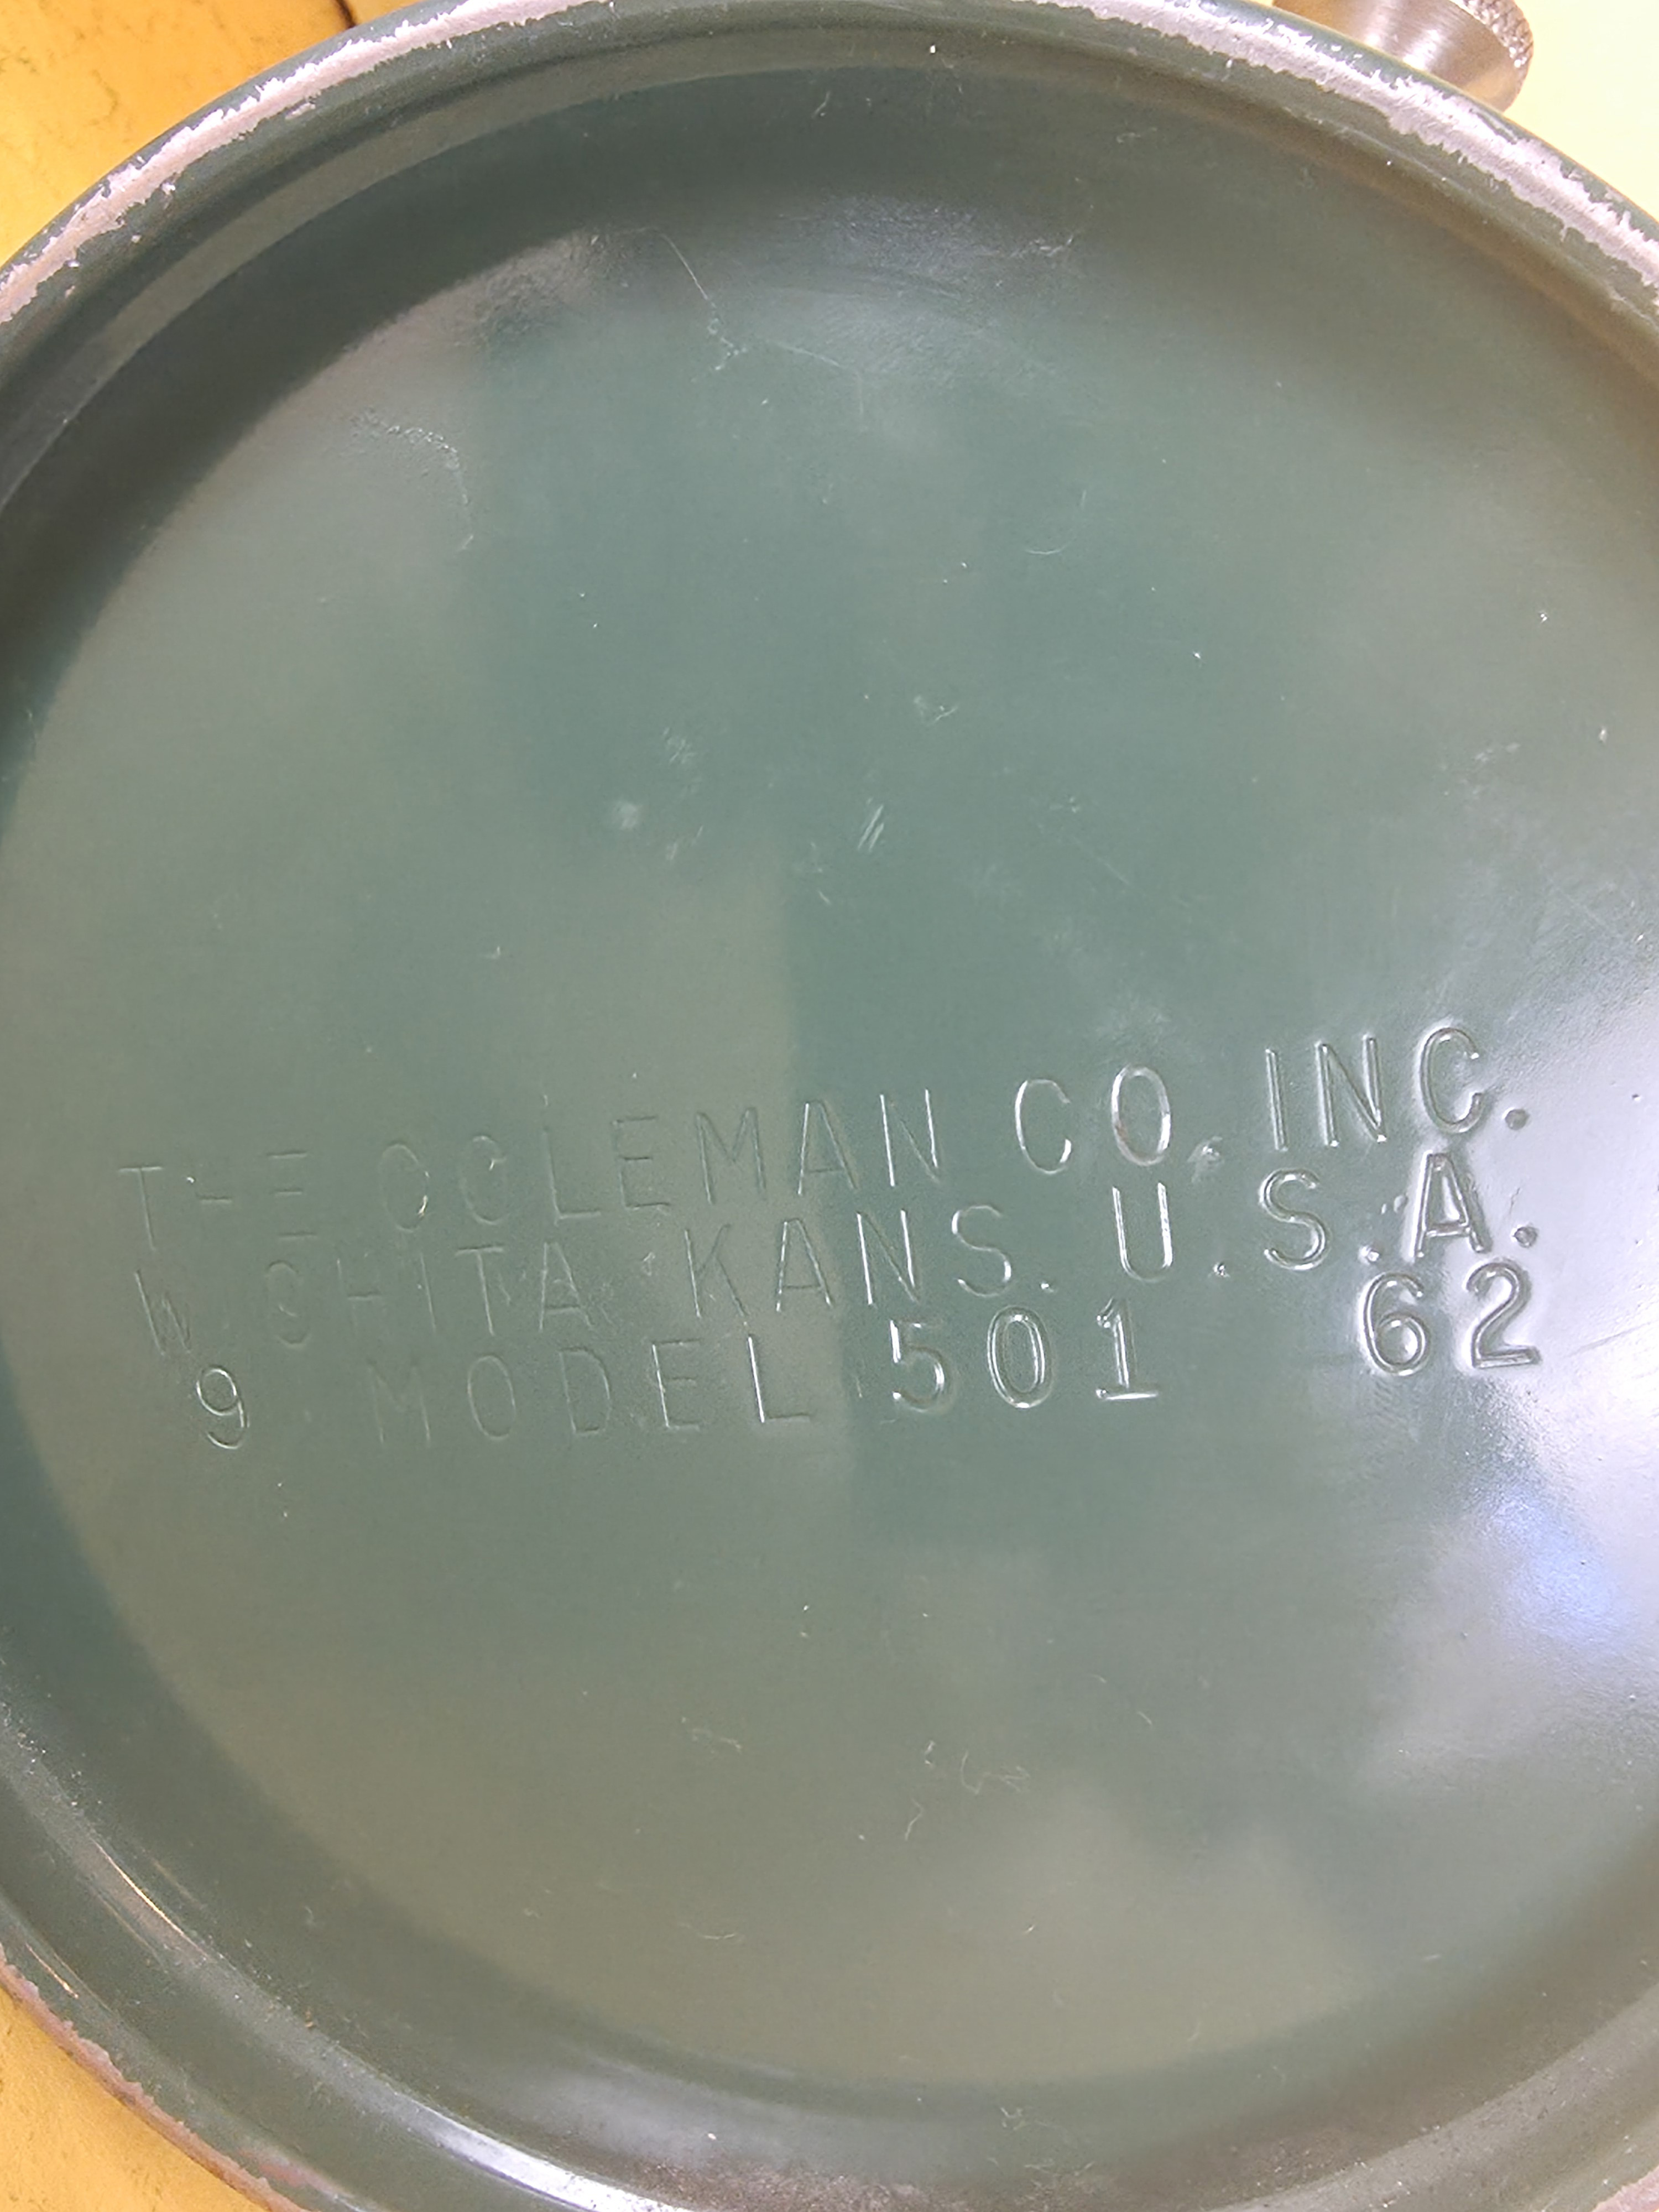 THE COLEMAN CO. INC.
WICHITA KANS. U.S.A.
9 MODEL 501 62